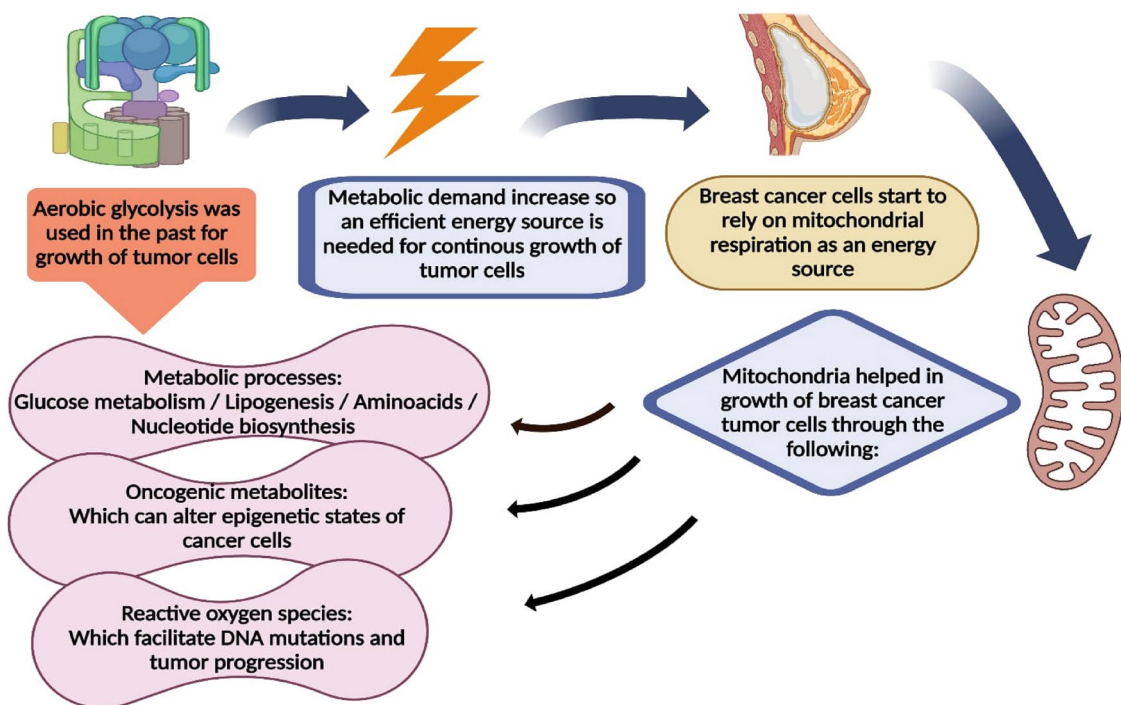 Aerobic glycolysis was
used in the past for
growth of tumor cells
Metabolic demand increase so
an efficient energy source is
needed for continous growth of
tumor cells
Breast cancer cells start to
rely on mitochondrial
respiration as an energy
source
Mitochondria helped in
growth of breast cancer
tumor cells through the
following:
Metabolic processes:
Glucose metabolism / Lipogenesis / Aminoacids /
Nucleotide biosynthesis
Oncogenic metabolites:
Which can alter epigenetic states of
cancer cells
Reactive oxygen species:
Which facilitate DNA mutations and
tumor progression